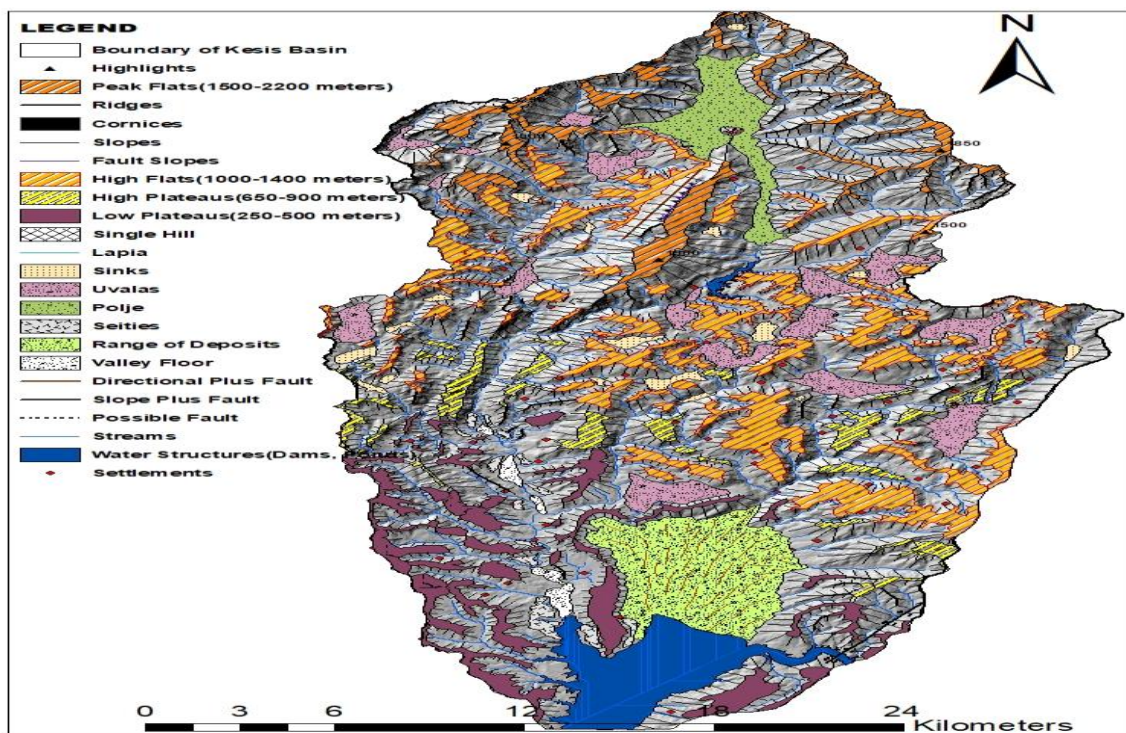 LEGEND
Boundary of Kesis Basin
Highlights
Peak Flats(1500-2200 meters)
Ridges
Cornices
Slopes
Fault Slopes
High Flats(1000-1400 meters)
High Plateaus(650-900 meters)
Low Plateaus(250-500 meters)
Single Hill
Lapia
Sinks
Uvalas
Polje
Seities
Range of Deposits
Valley Floor
Directional Plus Fault
Slope Plus Fault
Possible Fault
Streams
Water Structures(Dams,
Settlements
N
850
1500
0 3 6 12 18 24
Kilometers